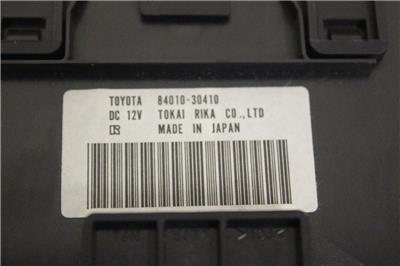 TOYOTA 84010-30410
DC 12V TOKAI RIKA CO.,LTD
MADE IN JAPAN